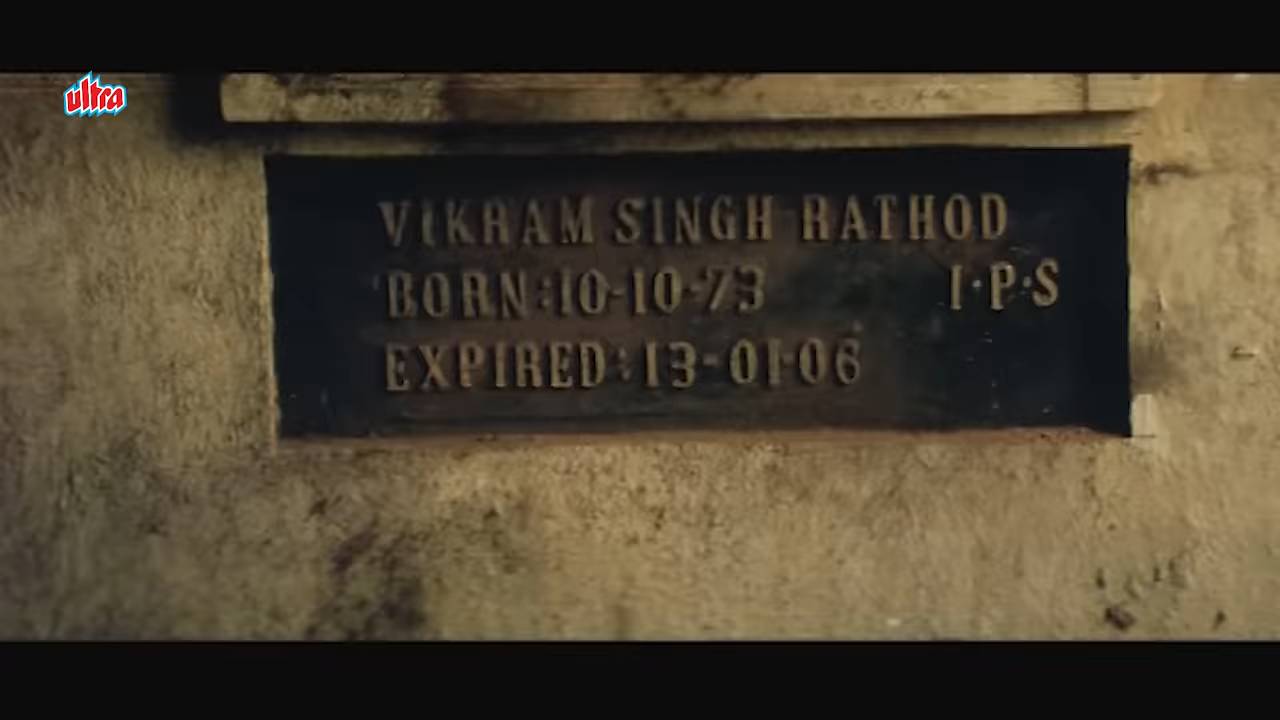 ultra
VIKRAM SINGH RATHOD
BORN:10-10-73 I·P·S
EXPIRED:13-01-06